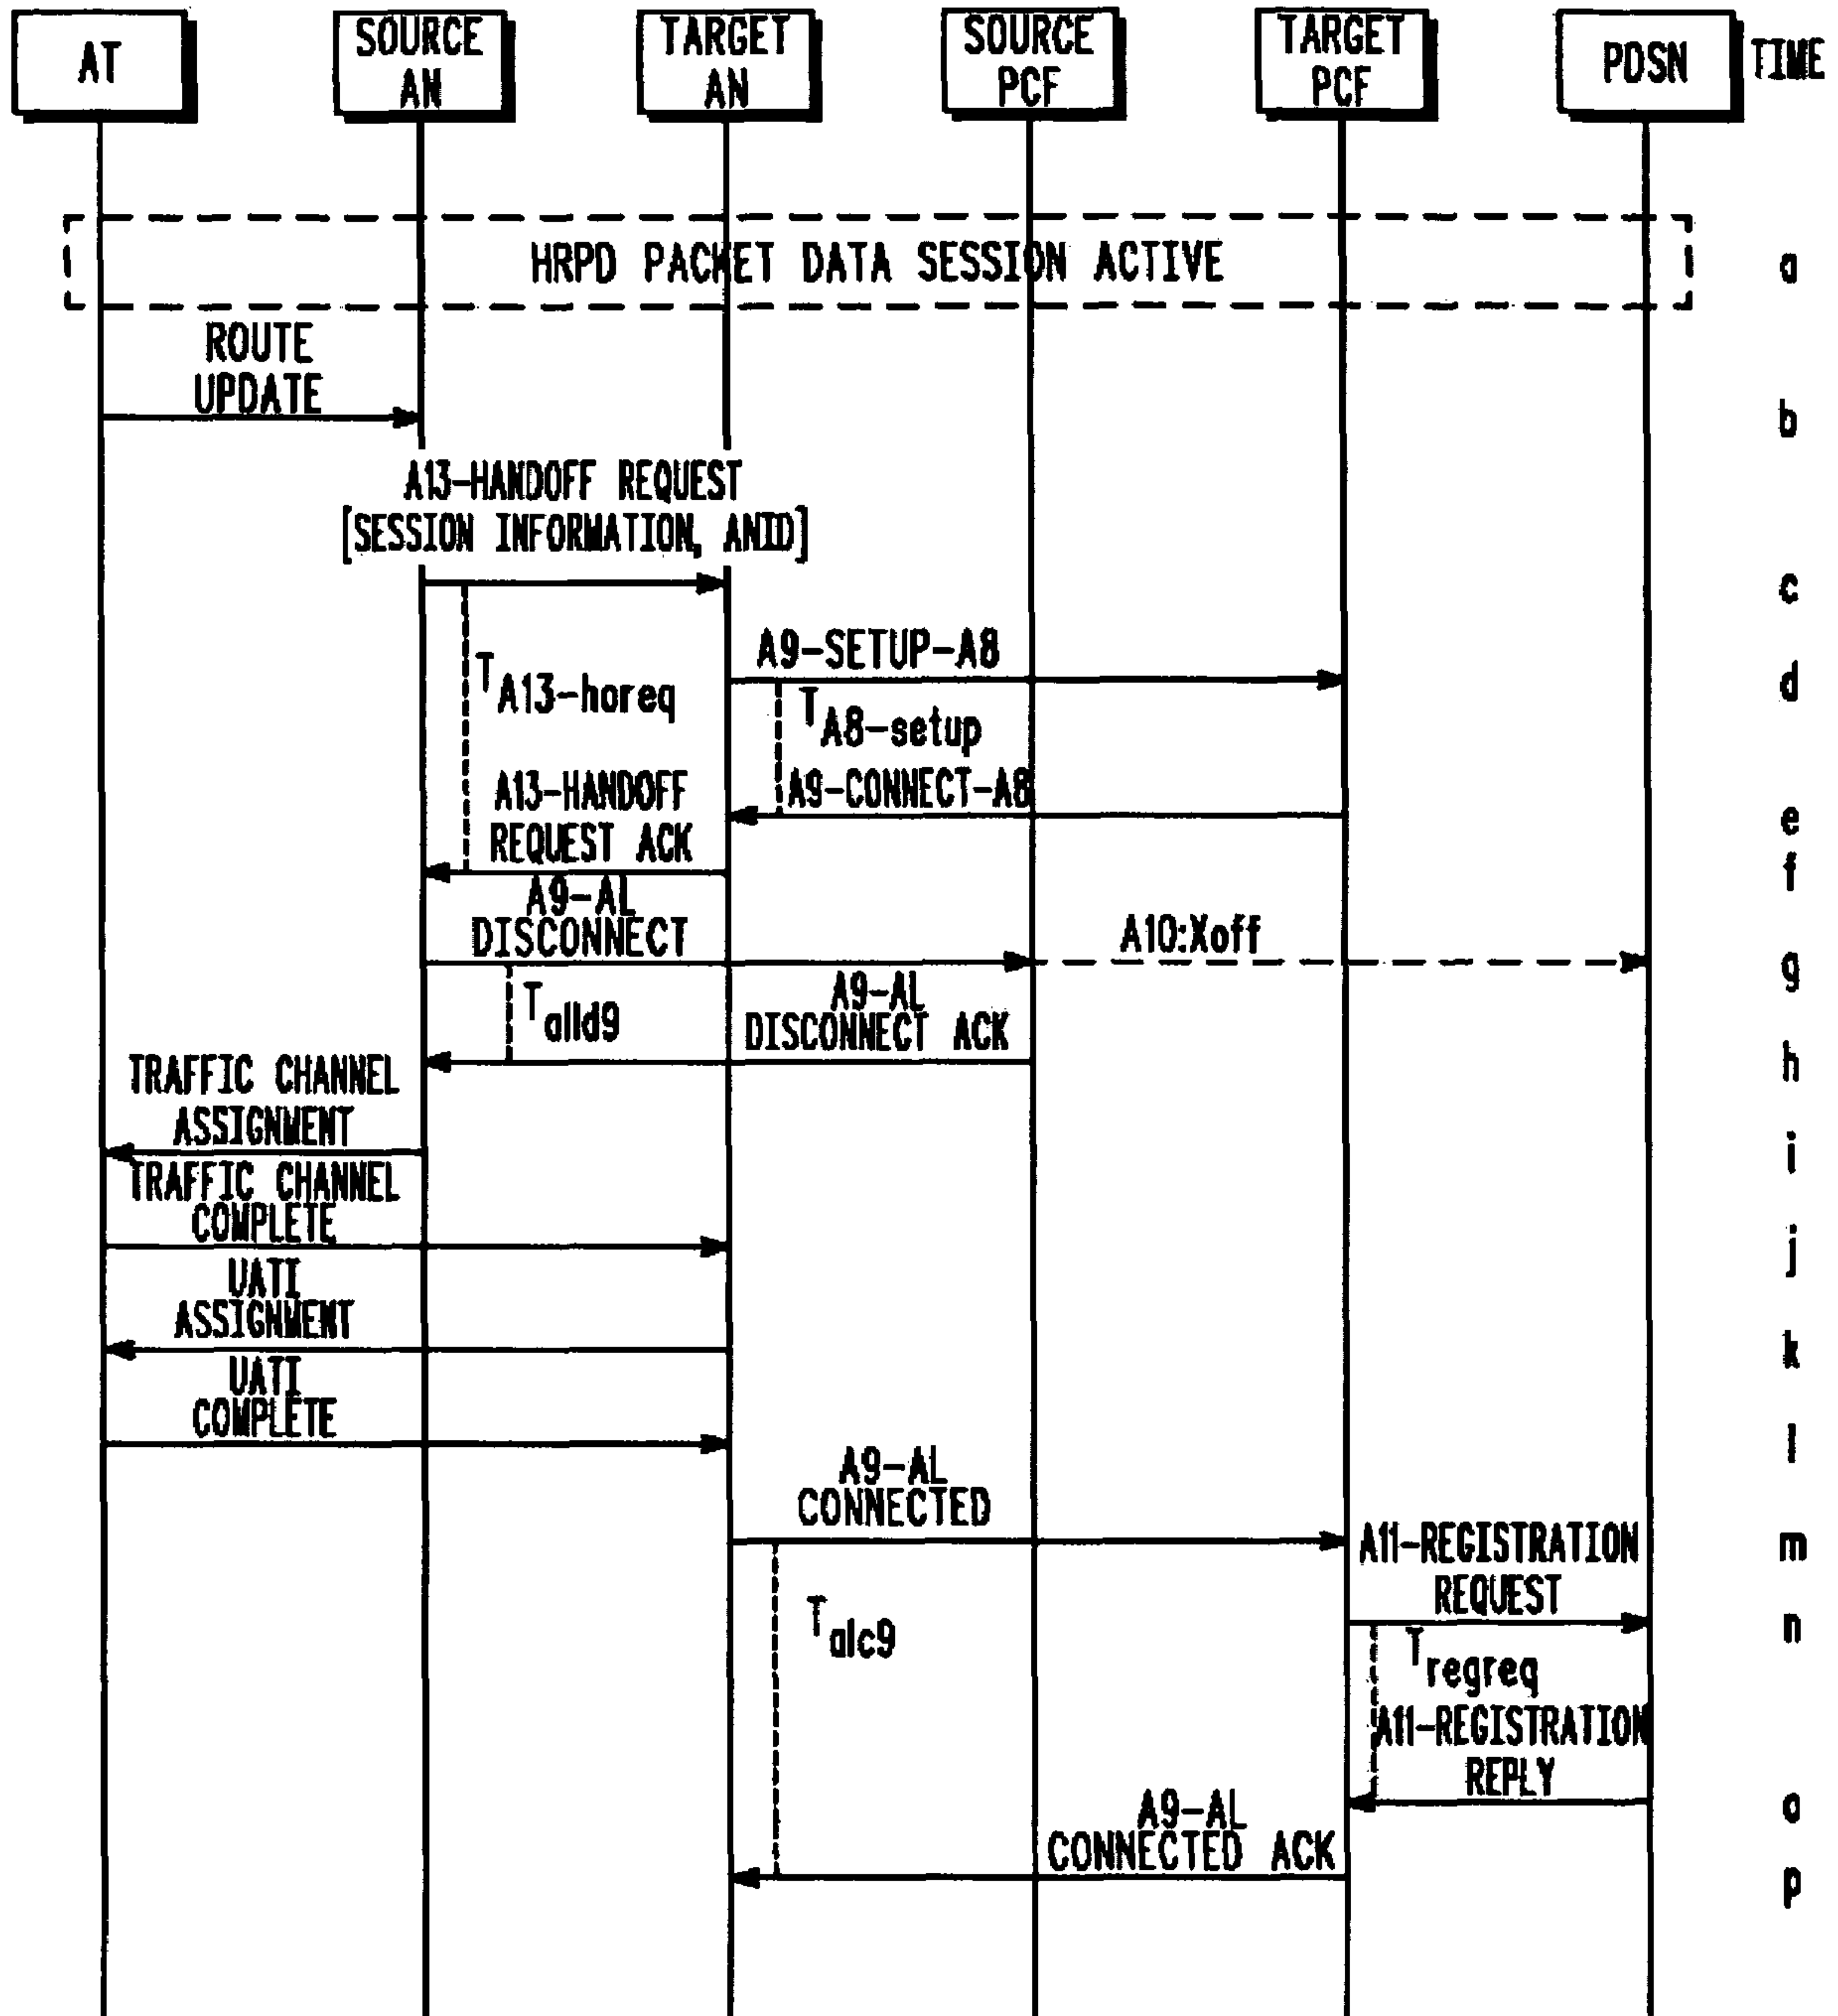 AT
SOURCE
AN
TARGET
AN
SOURCE
PCF
TARGET
PCF
PDSN
TIME
HRPD PACKET DATA SESSION ACTIVE
a
ROUTE
UPDATE
b
A13-HANDOFF REQUEST
[SESSION INFORMATION, ANID]
c
A9-SETUP-A8
d
TA13-horeq
TA8-setup
A9-CONNECT-A8
e
A13-HANDOFF
REQUEST ACK
f
A9-AL
DISCONNECT
A10:Xoff
g
Talld9
A9-AL
DISCONNECT ACK
h
TRAFFIC CHANNEL
ASSIGNMENT
i
TRAFFIC CHANNEL
COMPLETE
j
UATI
ASSIGNMENT
k
UATI
COMPLETE
l
A9-AL
CONNECTED
m
A11-REGISTRATION
REQUEST
n
Talc9
Tregreq
A11-REGISTRATION
REPLY
o
A9-AL
CONNECTED ACK
p